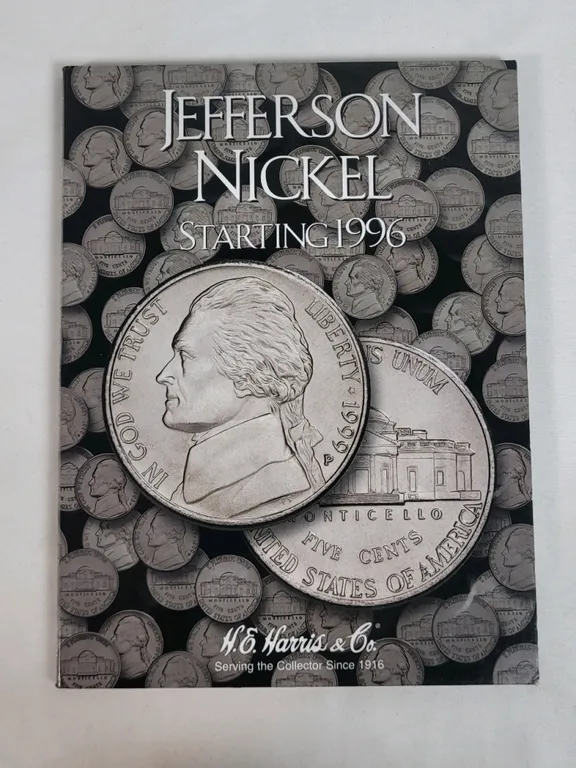 JEFFERSON
NICKEL
STARTING 1996
IN GOD WE TRUST
LIBERTY · 1999
P
S UNUM
MONTICELLO
FIVE CENTS
UNITED STATES OF AMERICA
H.E. Harris & Co.®
Serving the Collector Since 1916